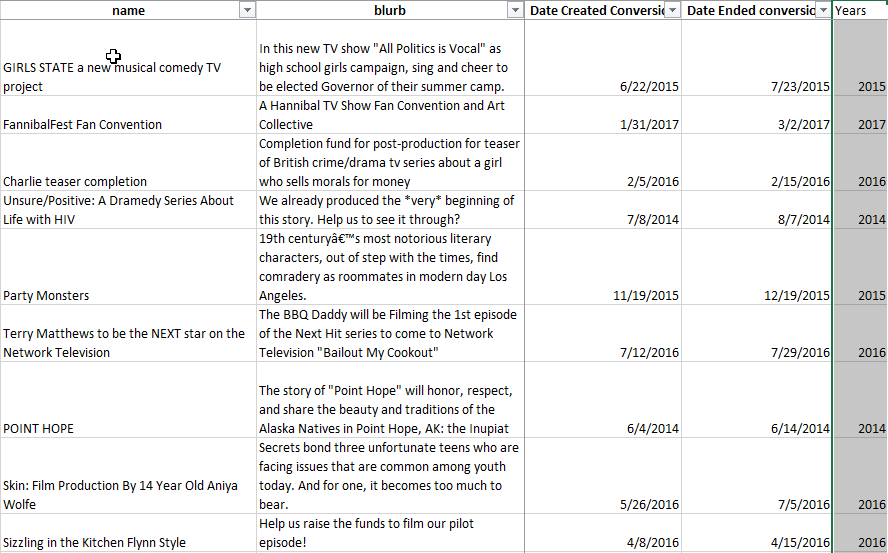 name blurb Date Created Conversio Date Ended conversio Years
GIRLS STATE a new musical comedy TV
project
In this new TV show "All Politics is Vocal" as
high school girls campaign, sing and cheer to
be elected Governor of their summer camp.
6/22/2015 7/23/2015 2015
FannibalFest Fan Convention
A Hannibal TV Show Fan Convention and Art
Collective
1/31/2017 3/2/2017 2017
Charlie teaser completion
Completion fund for post-production for teaser
of British crime/drama tv series about a girl
who sells morals for money
2/5/2016 2/15/2016 2016
Unsure/Positive: A Dramedy Series About
Life with HIV
We already produced the *very* beginning of
this story. Help us to see it through?
7/8/2014 8/7/2014 2014
Party Monsters
19th centuryâ€™s most notorious literary
characters, out of step with the times, find
comradery as roommates in modern day Los
Angeles.
11/19/2015 12/19/2015 2015
Terry Matthews to be the NEXT star on the
Network Television
The BBQ Daddy will be Filming the 1st episode
of the Next Hit series to come to Network
Television "Bailout My Cookout"
7/12/2016 7/29/2016 2016
POINT HOPE
The story of "Point Hope" will honor, respect,
and share the beauty and traditions of the
Alaska Natives in Point Hope, AK: the Inupiat
6/4/2014 6/14/2014 2014
Skin: Film Production By 14 Year Old Aniya
Wolfe
Secrets bond three unfortunate teens who are
facing issues that are common among youth
today. And for one, it becomes too much to
bear.
5/26/2016 7/5/2016 2016
Sizzling in the Kitchen Flynn Style
Help us raise the funds to film our pilot
episode!
4/8/2016 4/15/2016 2016